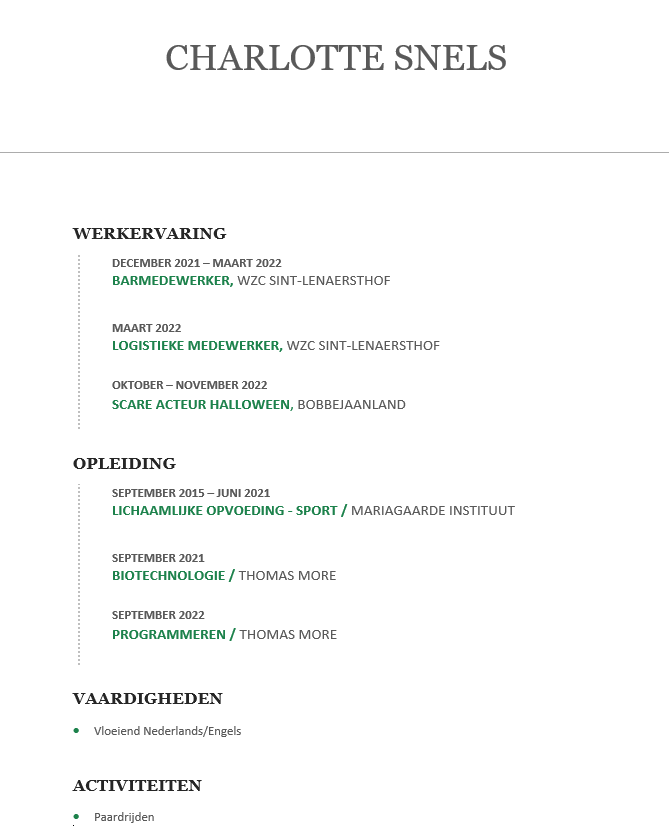 CHARLOTTE SNELS
WERKERVARING
DECEMBER 2021 – MAART 2022
BARMEDEWERKER, WZC SINT-LENAERSTHOF
MAART 2022
LOGISTIEKE MEDEWERKER, WZC SINT-LENAERSTHOF
OKTOBER – NOVEMBER 2022
SCARE ACTEUR HALLOWEEN, BOBBEJAANLAND
OPLEIDING
SEPTEMBER 2015 – JUNI 2021
LICHAAMLIJKE OPVOEDING - SPORT / MARIAGAARDE INSTITUUT
SEPTEMBER 2021
BIOTECHNOLOGIE / THOMAS MORE
SEPTEMBER 2022
PROGRAMMEREN / THOMAS MORE
VAARDIGHEDEN
• Vloeiend Nederlands/Engels
ACTIVITEITEN
• Paardrijden